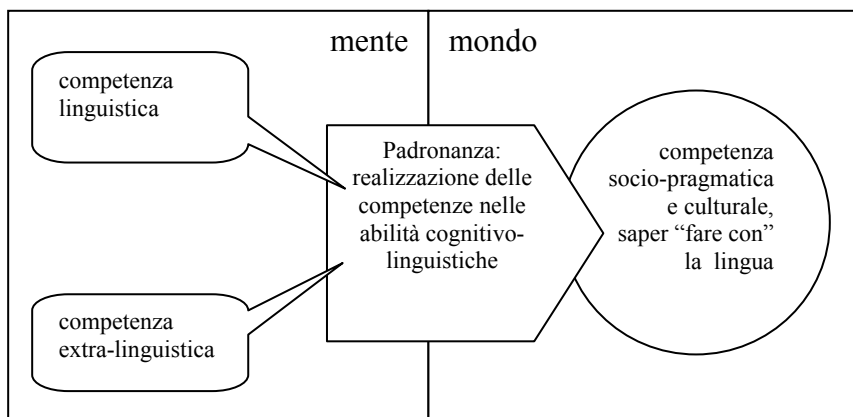 mente mondo
competenza
linguistica
Padronanza:
realizzazione delle
competenze nelle
abilità cognitivo-
linguistiche
competenza
extra-linguistica
competenza
socio-pragmatica
e culturale,
saper “fare con”
la lingua